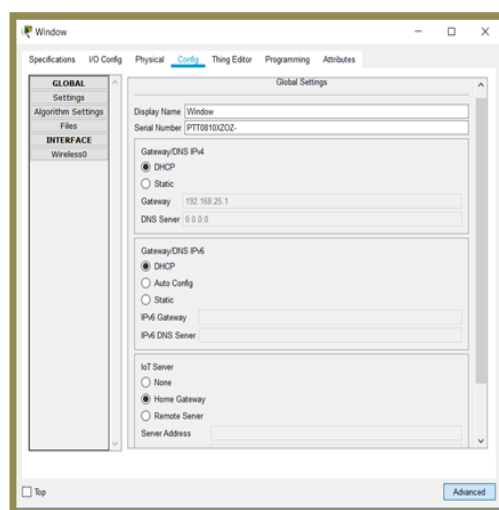 Window
Specifications I/O Config Physical Config Thing Editor Programming Attributes
GLOBAL
Settings
Algorithm Settings
Files
INTERFACE
Wireless0
Global Settings
Display Name Window
Serial Number PTT0810XZOZ-
Gateway/DNS IPv4
DHCP
Static
Gateway 192.168.25.1
DNS Server 0.0.0.0
Gateway/DNS IPv6
DHCP
Auto Config
Static
IPv6 Gateway
IPv6 DNS Server
IoT Server
None
Home Gateway
Remote Server
Server Address
Top
Advanced